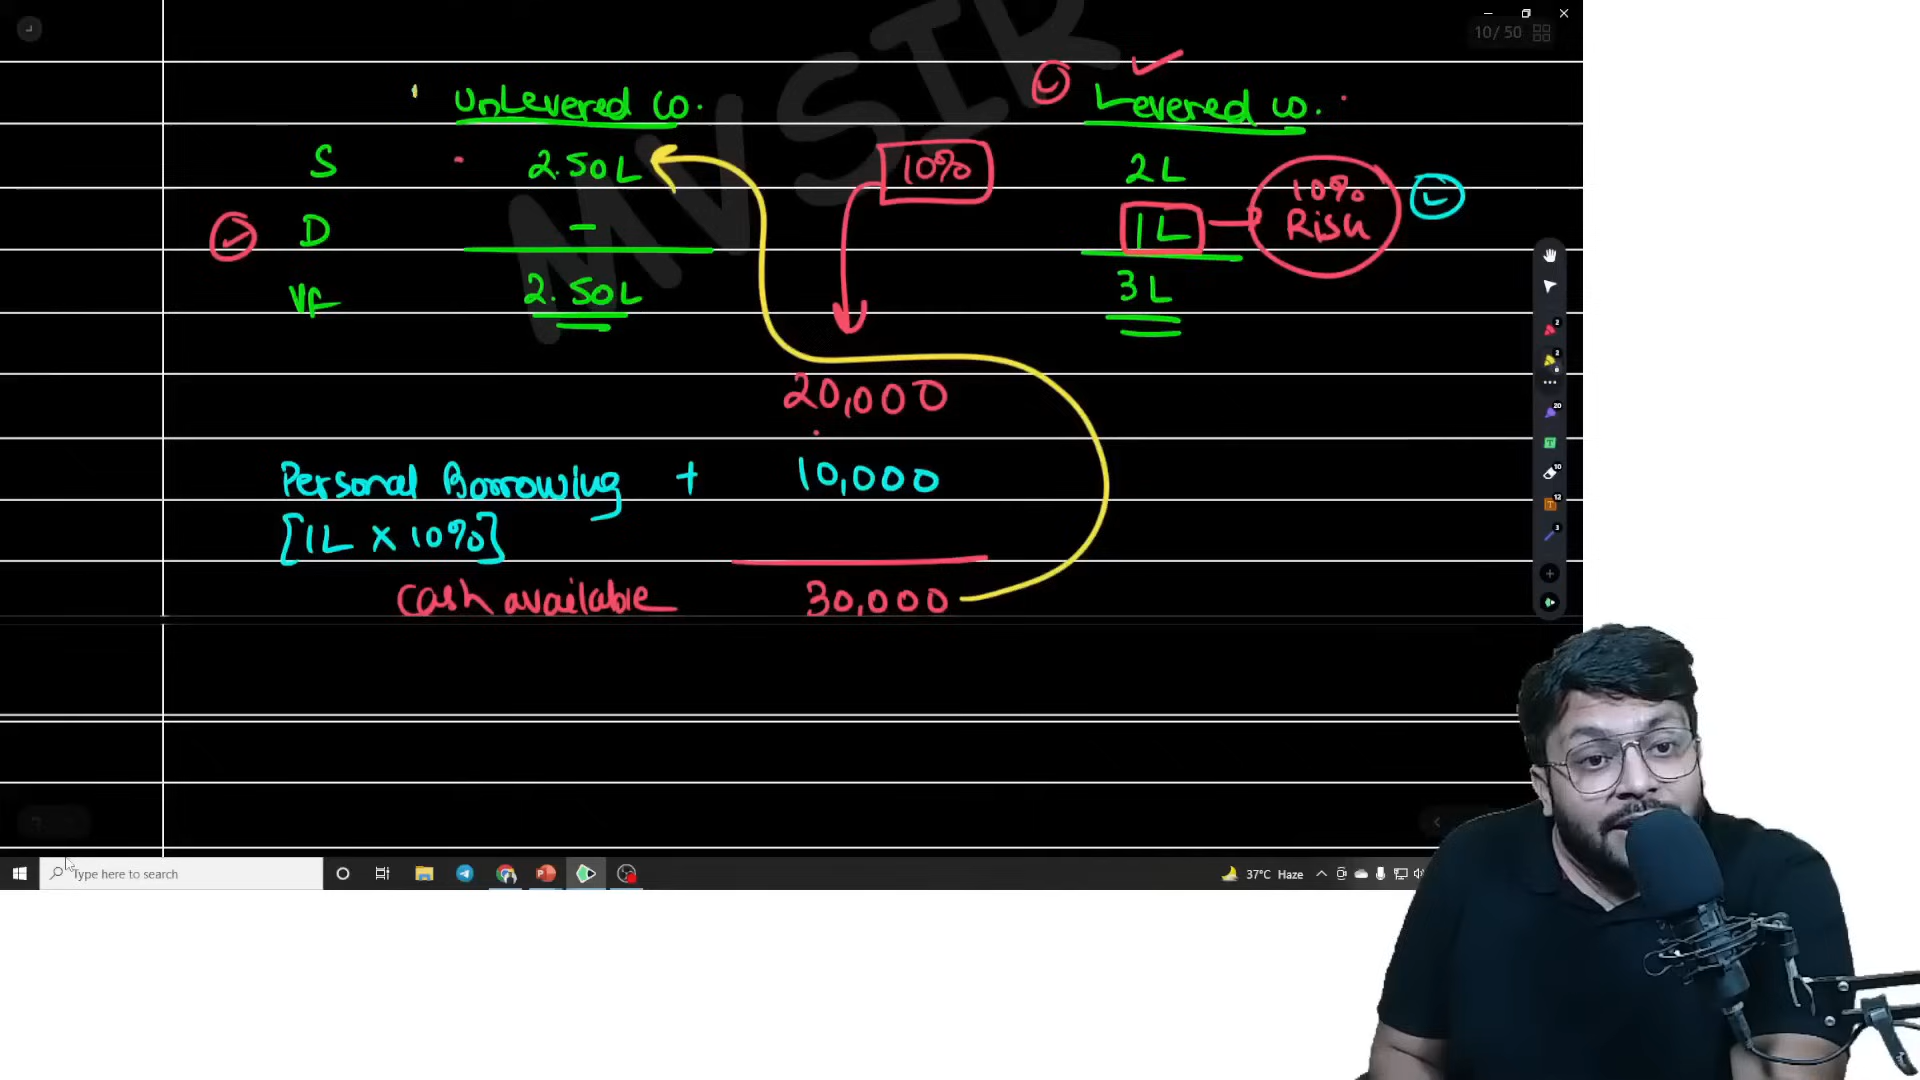 10/ 50
MVSIR
UnLevered Co. Levered co.
S 2.50L 10% 2L 10%
Risk
D - 1L
VF 2.50L 3L
20,000
Personal Borrowing + 10,000
[1L X 10%]
Cash available 30,000
Type here to search
37°C Haze